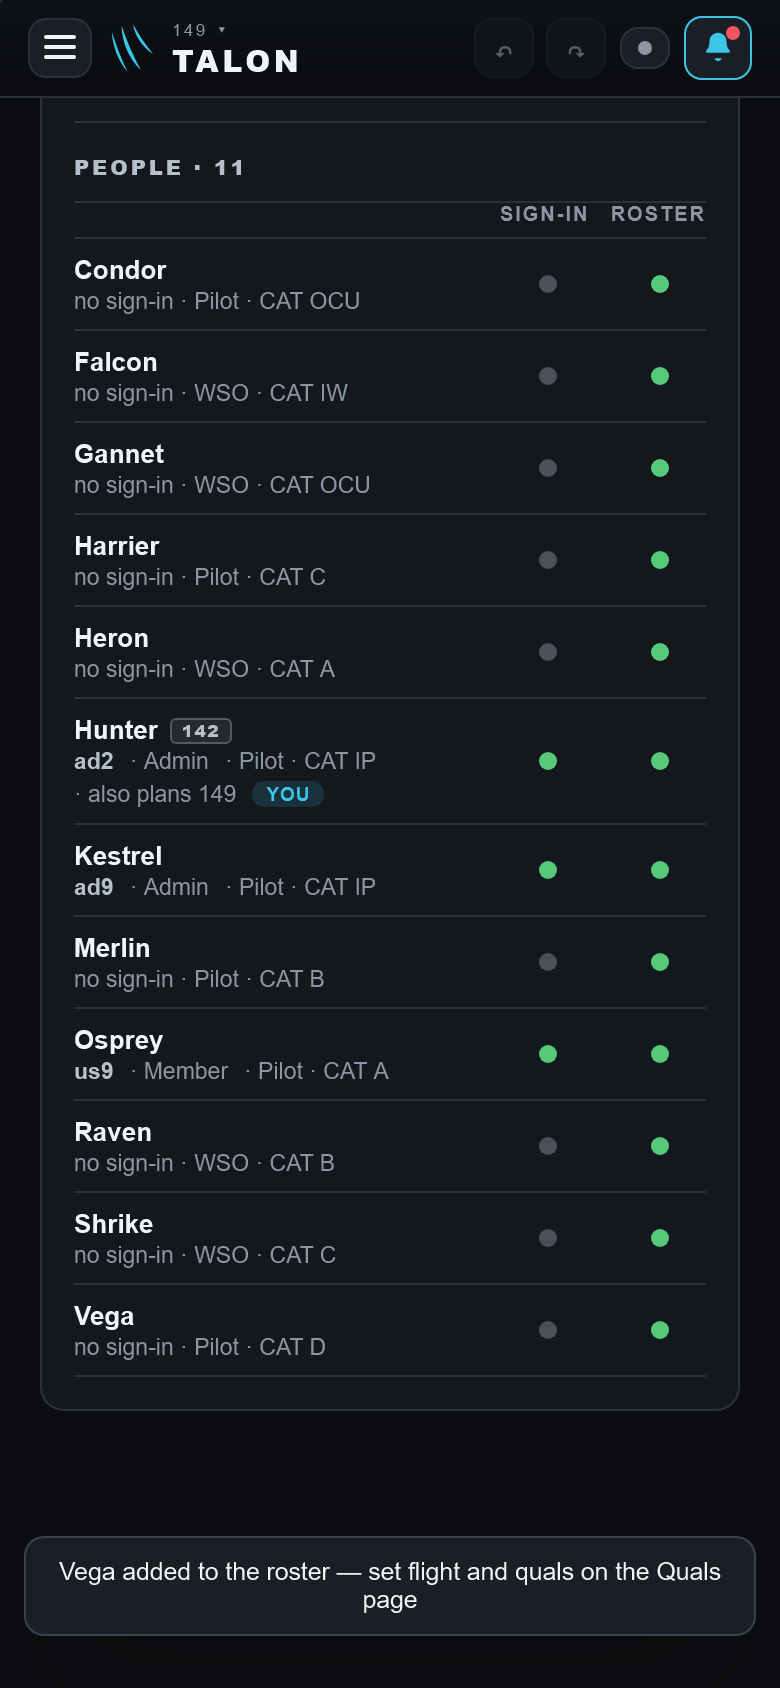 149 ▾
TALON
PEOPLE · 11
SIGN-IN ROSTER
Condor
no sign-in · Pilot · CAT OCU
Falcon
no sign-in · WSO · CAT IW
Gannet
no sign-in · WSO · CAT OCU
Harrier
no sign-in · Pilot · CAT C
Heron
no sign-in · WSO · CAT A
Hunter 142
ad2 · Admin · Pilot · CAT IP
· also plans 149 YOU
Kestrel
ad9 · Admin · Pilot · CAT IP
Merlin
no sign-in · Pilot · CAT B
Osprey
us9 · Member · Pilot · CAT A
Raven
no sign-in · WSO · CAT B
Shrike
no sign-in · WSO · CAT C
Vega
no sign-in · Pilot · CAT D
Vega added to the roster — set flight and quals on the Quals
page